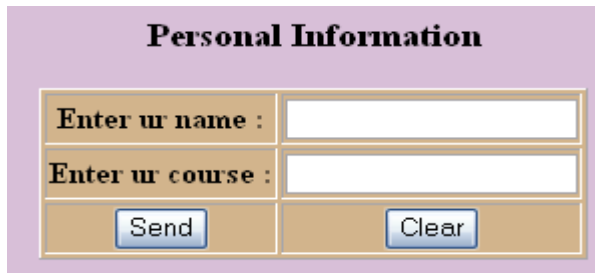 Personal Information
Enter ur name :
Enter ur course :
Send Clear